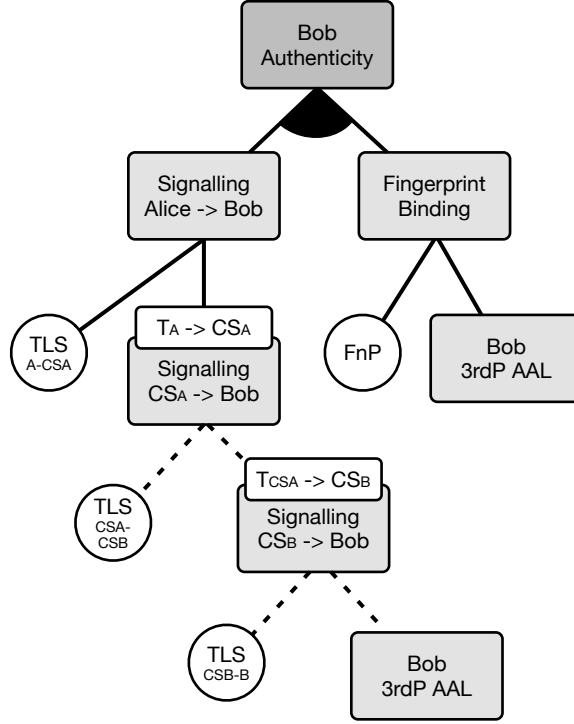 Bob
Authenticity
Signalling
Alice -> Bob
Fingerprint
Binding
TLS
A-CSA
TA -> CSA
Signalling
CSA -> Bob
FnP
Bob
3rdP AAL
TLS
CSA-
CSB
TCSA -> CSB
Signalling
CSB -> Bob
TLS
CSB-B
Bob
3rdP AAL